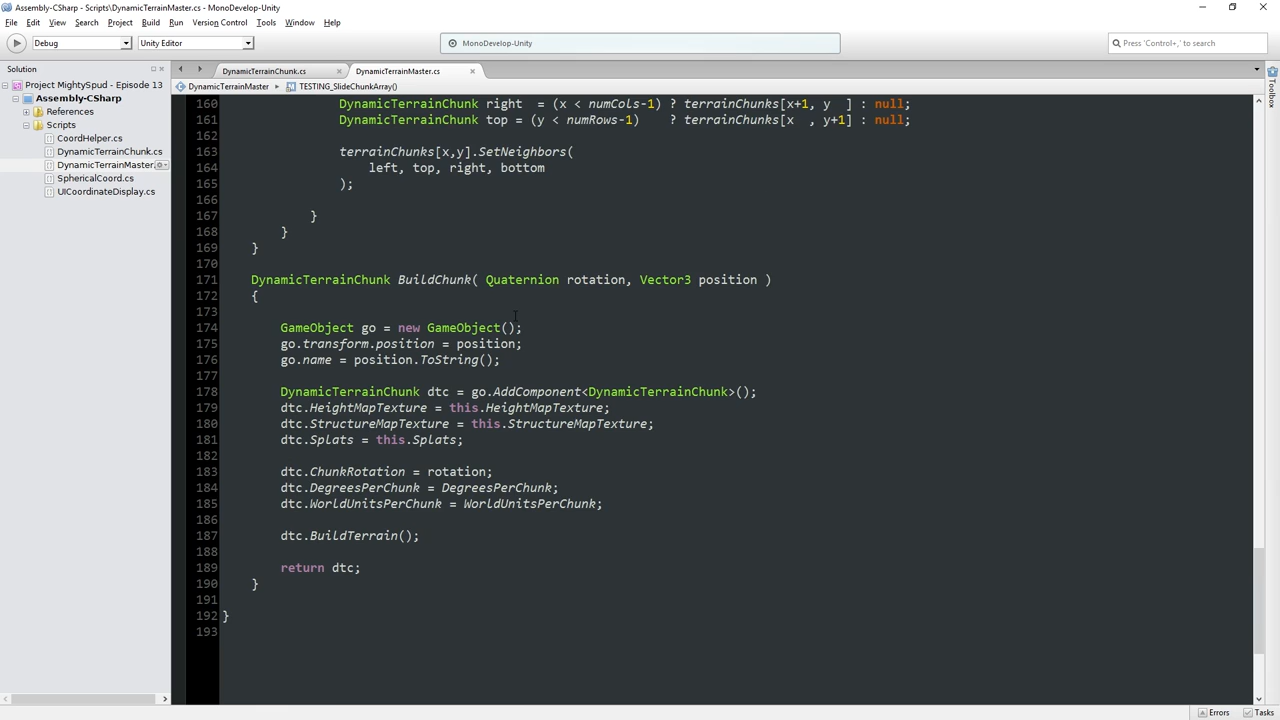 Assembly-CSharp - Scripts\DynamicTerrainMaster.cs - MonoDevelop-Unity
File Edit View Search Project Build Run Version Control Tools Window Help
Debug Unity Editor MonoDevelop-Unity Press 'Control+,' to search
Solution
DynamicTerrainChunk.cs DynamicTerrainMaster.cs
DynamicTerrainMaster TESTING_SlideChunkArray()
Project MightySpud - Episode 13
Assembly-CSharp
References
Scripts
CoordHelper.cs
DynamicTerrainChunk.cs
DynamicTerrainMaster.
SphericalCoord.cs
UICoordinateDisplay.cs
Toolbox
160 DynamicTerrainChunk right  = (x < numCols-1) ? terrainChunks[x+1, y  ] : null;
161 DynamicTerrainChunk top = (y < numRows-1)    ? terrainChunks[x  , y+1] : null;
162
163 terrainChunks[x,y].SetNeighbors(
164 left, top, right, bottom
165 );
166
167 }
168 }
169 }
170
171 DynamicTerrainChunk BuildChunk( Quaternion rotation, Vector3 position )
172 {
173
174 GameObject go = new GameObject();
175 go.transform.position = position;
176 go.name = position.ToString();
177
178 DynamicTerrainChunk dtc = go.AddComponent<DynamicTerrainChunk>();
179 dtc.HeightMapTexture = this.HeightMapTexture;
180 dtc.StructureMapTexture = this.StructureMapTexture;
181 dtc.Splats = this.Splats;
182
183 dtc.ChunkRotation = rotation;
184 dtc.DegreesPerChunk = DegreesPerChunk;
185 dtc.WorldUnitsPerChunk = WorldUnitsPerChunk;
186
187 dtc.BuildTerrain();
188
189 return dtc;
190 }
191
192 }
193
Errors Tasks